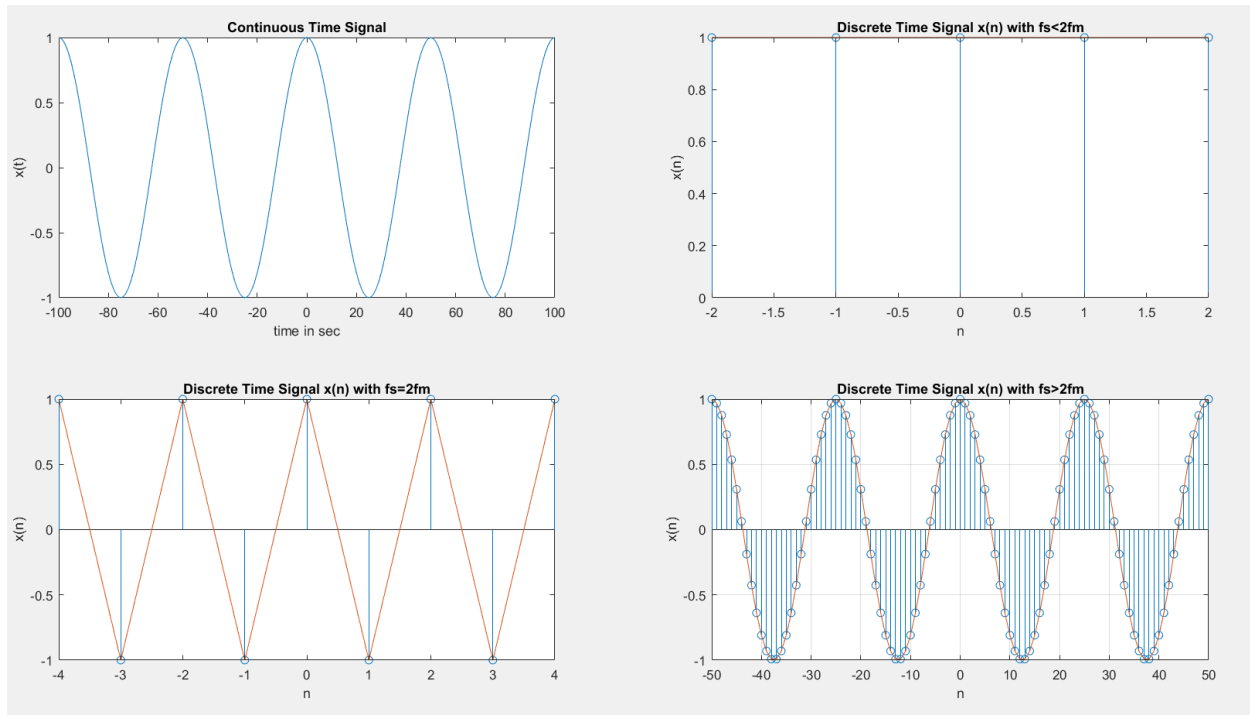 Continuous Time Signal
1
0.5
0
-0.5
-1
x(t)
-100 -80 -60 -40 -20 0 20 40 60 80 100
time in sec
Discrete Time Signal x(n) with fs<2fm
1
0.8
0.6
0.4
0.2
0
x(n)
-2 -1.5 -1 -0.5 0 0.5 1 1.5 2
n
Discrete Time Signal x(n) with fs=2fm
1
0.5
0
-0.5
-1
x(n)
-4 -3 -2 -1 0 1 2 3 4
n
Discrete Time Signal x(n) with fs>2fm
1
0.5
0
-0.5
-1
x(n)
-50 -40 -30 -20 -10 0 10 20 30 40 50
n